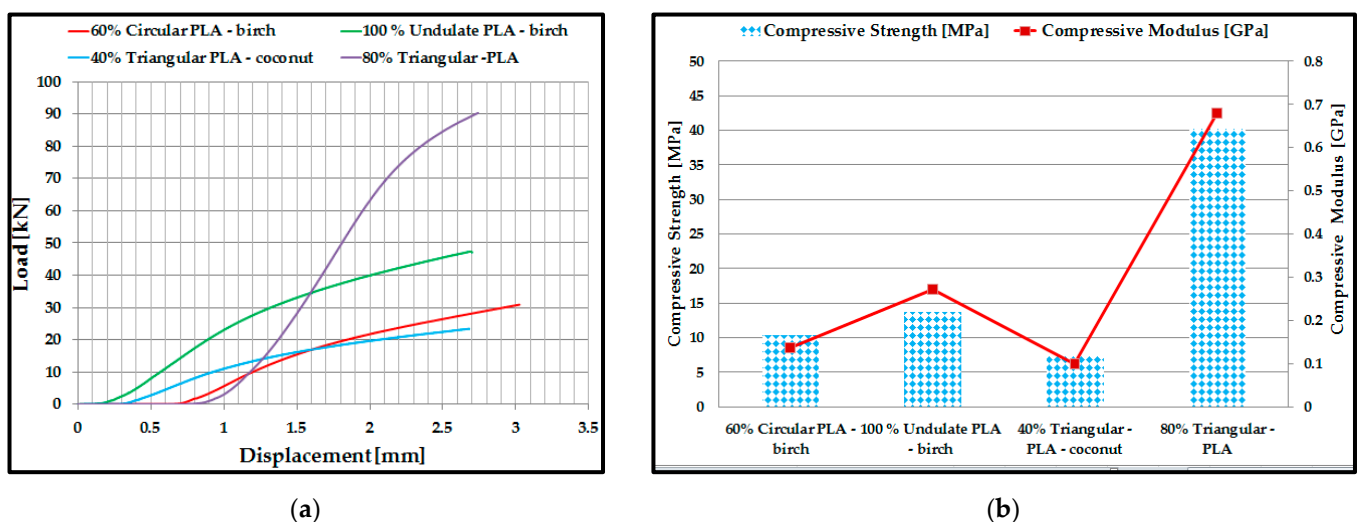 60% Circular PLA - birch
100 % Undulate PLA - birch
40% Triangular PLA - coconut
80% Triangular -PLA
100
90
80
70
60
50
40
30
20
10
0
Load [kN]
0 0.5 1 1.5 2 2.5 3 3.5
Displacement [mm]
(a)
Compressive Strength [MPa]
Compressive Modulus [GPa]
50
45
40
35
30
25
20
15
10
5
0
Compressive Strength [MPa]
0.8
0.7
0.6
0.5
0.4
0.3
0.2
0.1
0
Compressive Modulus [GPa]
60% Circular PLA -
birch
100 % Undulate PLA
- birch
40% Triangular -
PLA - coconut
80% Triangular -
PLA
(b)